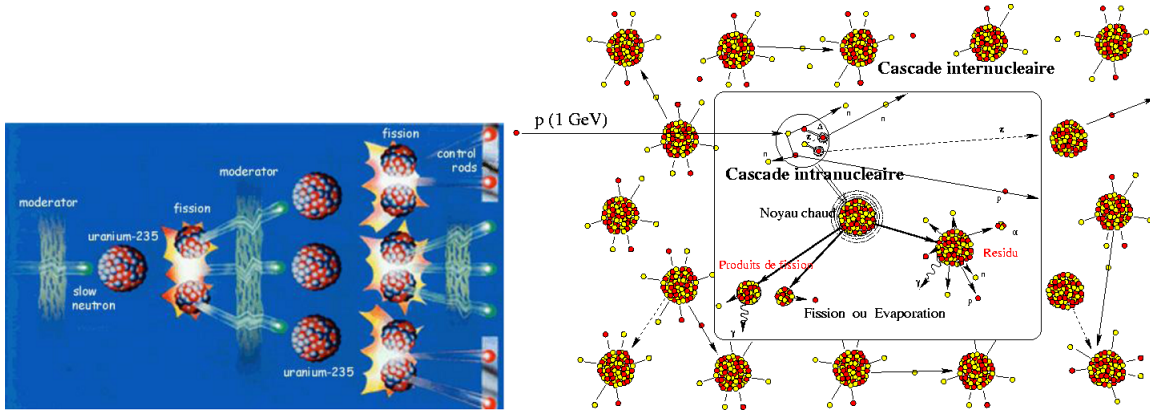 moderator
uranium-235
slow
neutron
fission
moderator
uranium-235
fission
control
rods
p (1 GeV)
Cascade internucleaire
n
n
Δ
n
p
Cascade intranucleaire
Noyau chaud
α
Residu
n
p
γ
Produits de fission
γ
Fission ou Evaporation